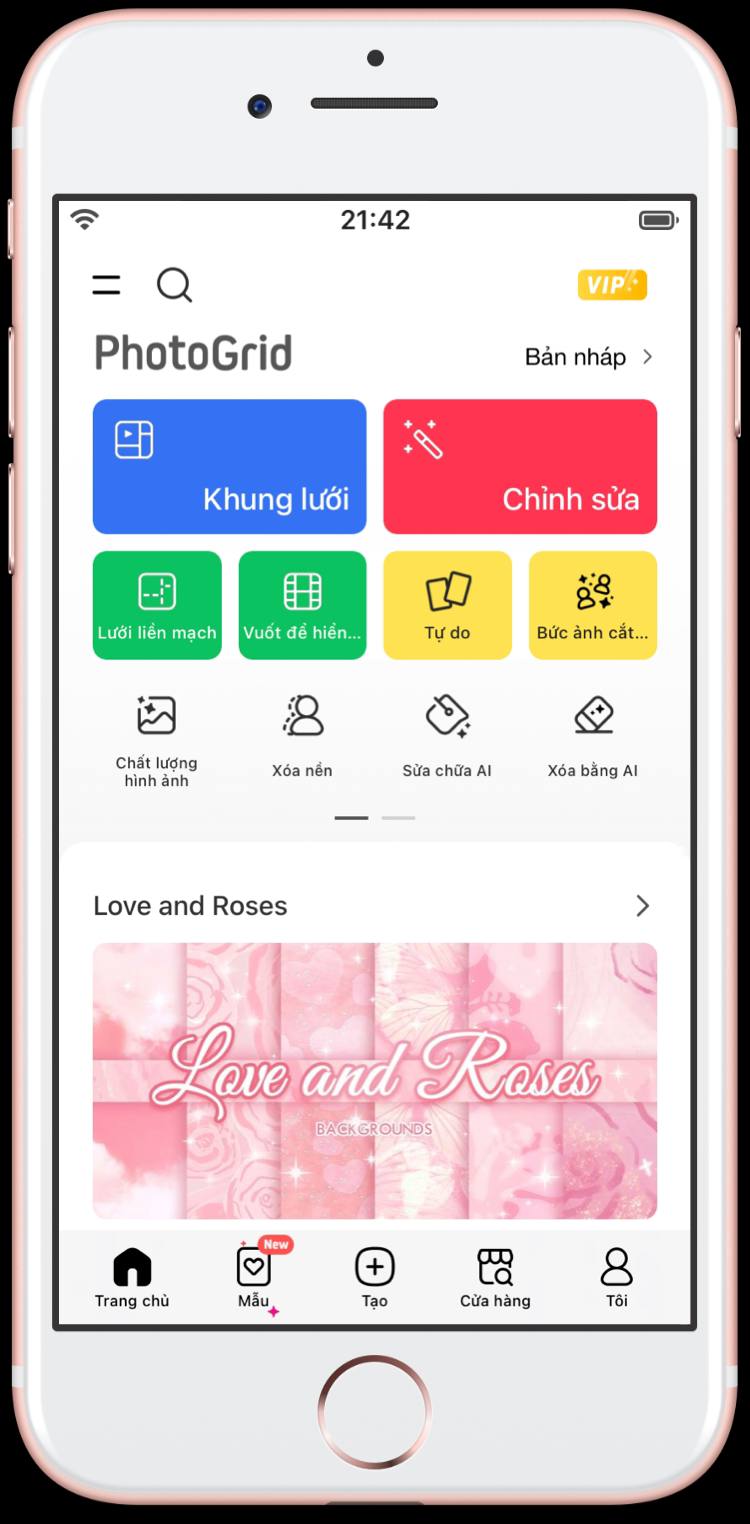 21:42
VIP
PhotoGrid
Bản nháp
Khung lưới
Chỉnh sửa
Lưới liền mạch
Vuốt để hiển...
Tự do
Bức ảnh cắt...
Chất lượng
hình ảnh
Xóa nền
Sửa chữa AI
Xóa bằng AI
Love and Roses
Love and Roses
BACKGROUNDS
New
Trang chủ
Mẫu
Tạo
Cửa hàng
Tôi